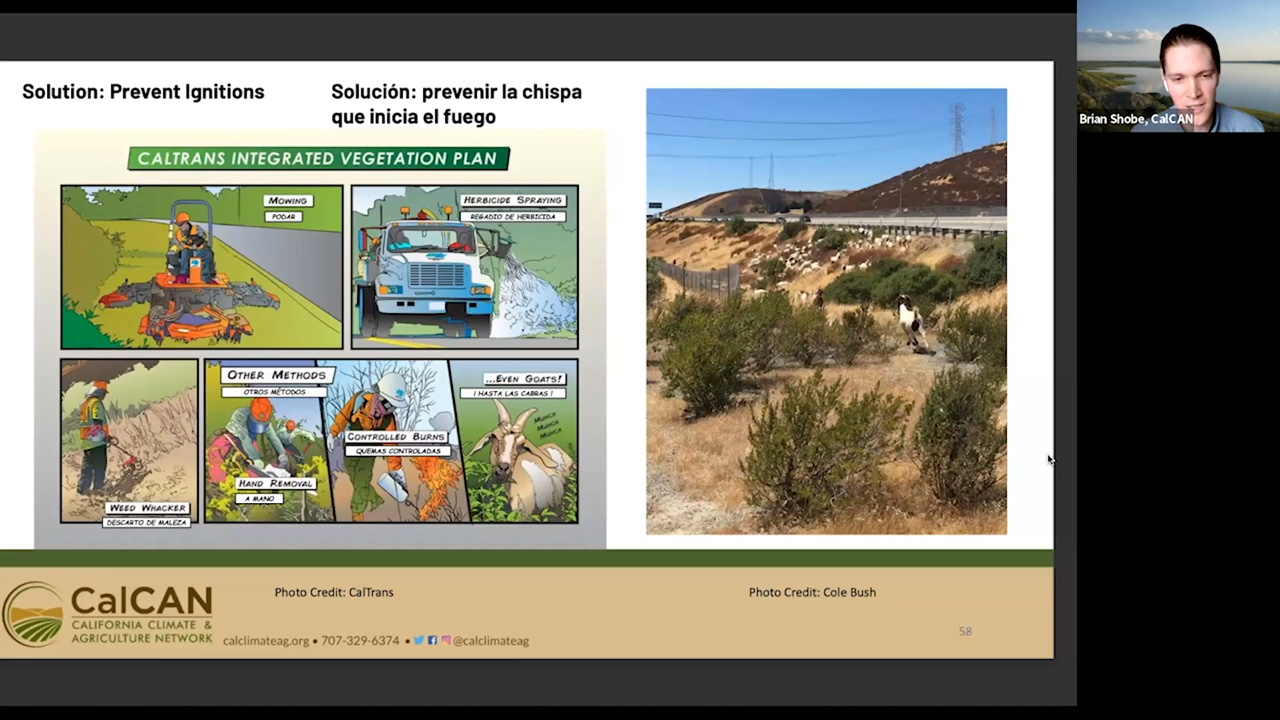 Solution: Prevent Ignitions
Solución: prevenir la chispa
que inicia el fuego
CALTRANS INTEGRATED VEGETATION PLAN
MOWING
PODAR
HERBICIDE SPRAYING
REGADIO DE HERBICIDA
WEED WHACKER
DESCARTO DE MALEZA
OTHER METHODS
OTROS MÉTODOS
HAND REMOVAL
A MANO
CONTROLLED BURNS
QUEMAS CONTROLADAS
...EVEN GOATS!
¡ HASTA LAS CABRAS !
MUNCH
MUNCH
MUNCH
Photo Credit: CalTrans
Photo Credit: Cole Bush
CalCAN
CALIFORNIA CLIMATE &
AGRICULTURE NETWORK
calclimateag.org • 707-329-6374 • @calclimateag
58
Brian Shobe, CalCAN